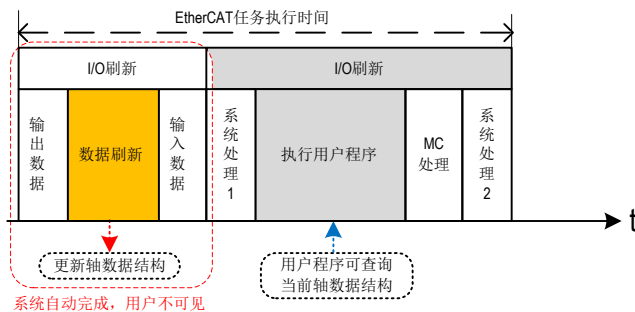 EtherCAT任务执行时间
I/O刷新
I/O刷新
输出数据
数据刷新
输入数据
系统处理1
执行用户程序
MC
处理
系统处理2
t
更新轴数据结构
用户程序可查询
当前轴数据结构
系统自动完成，用户不可见